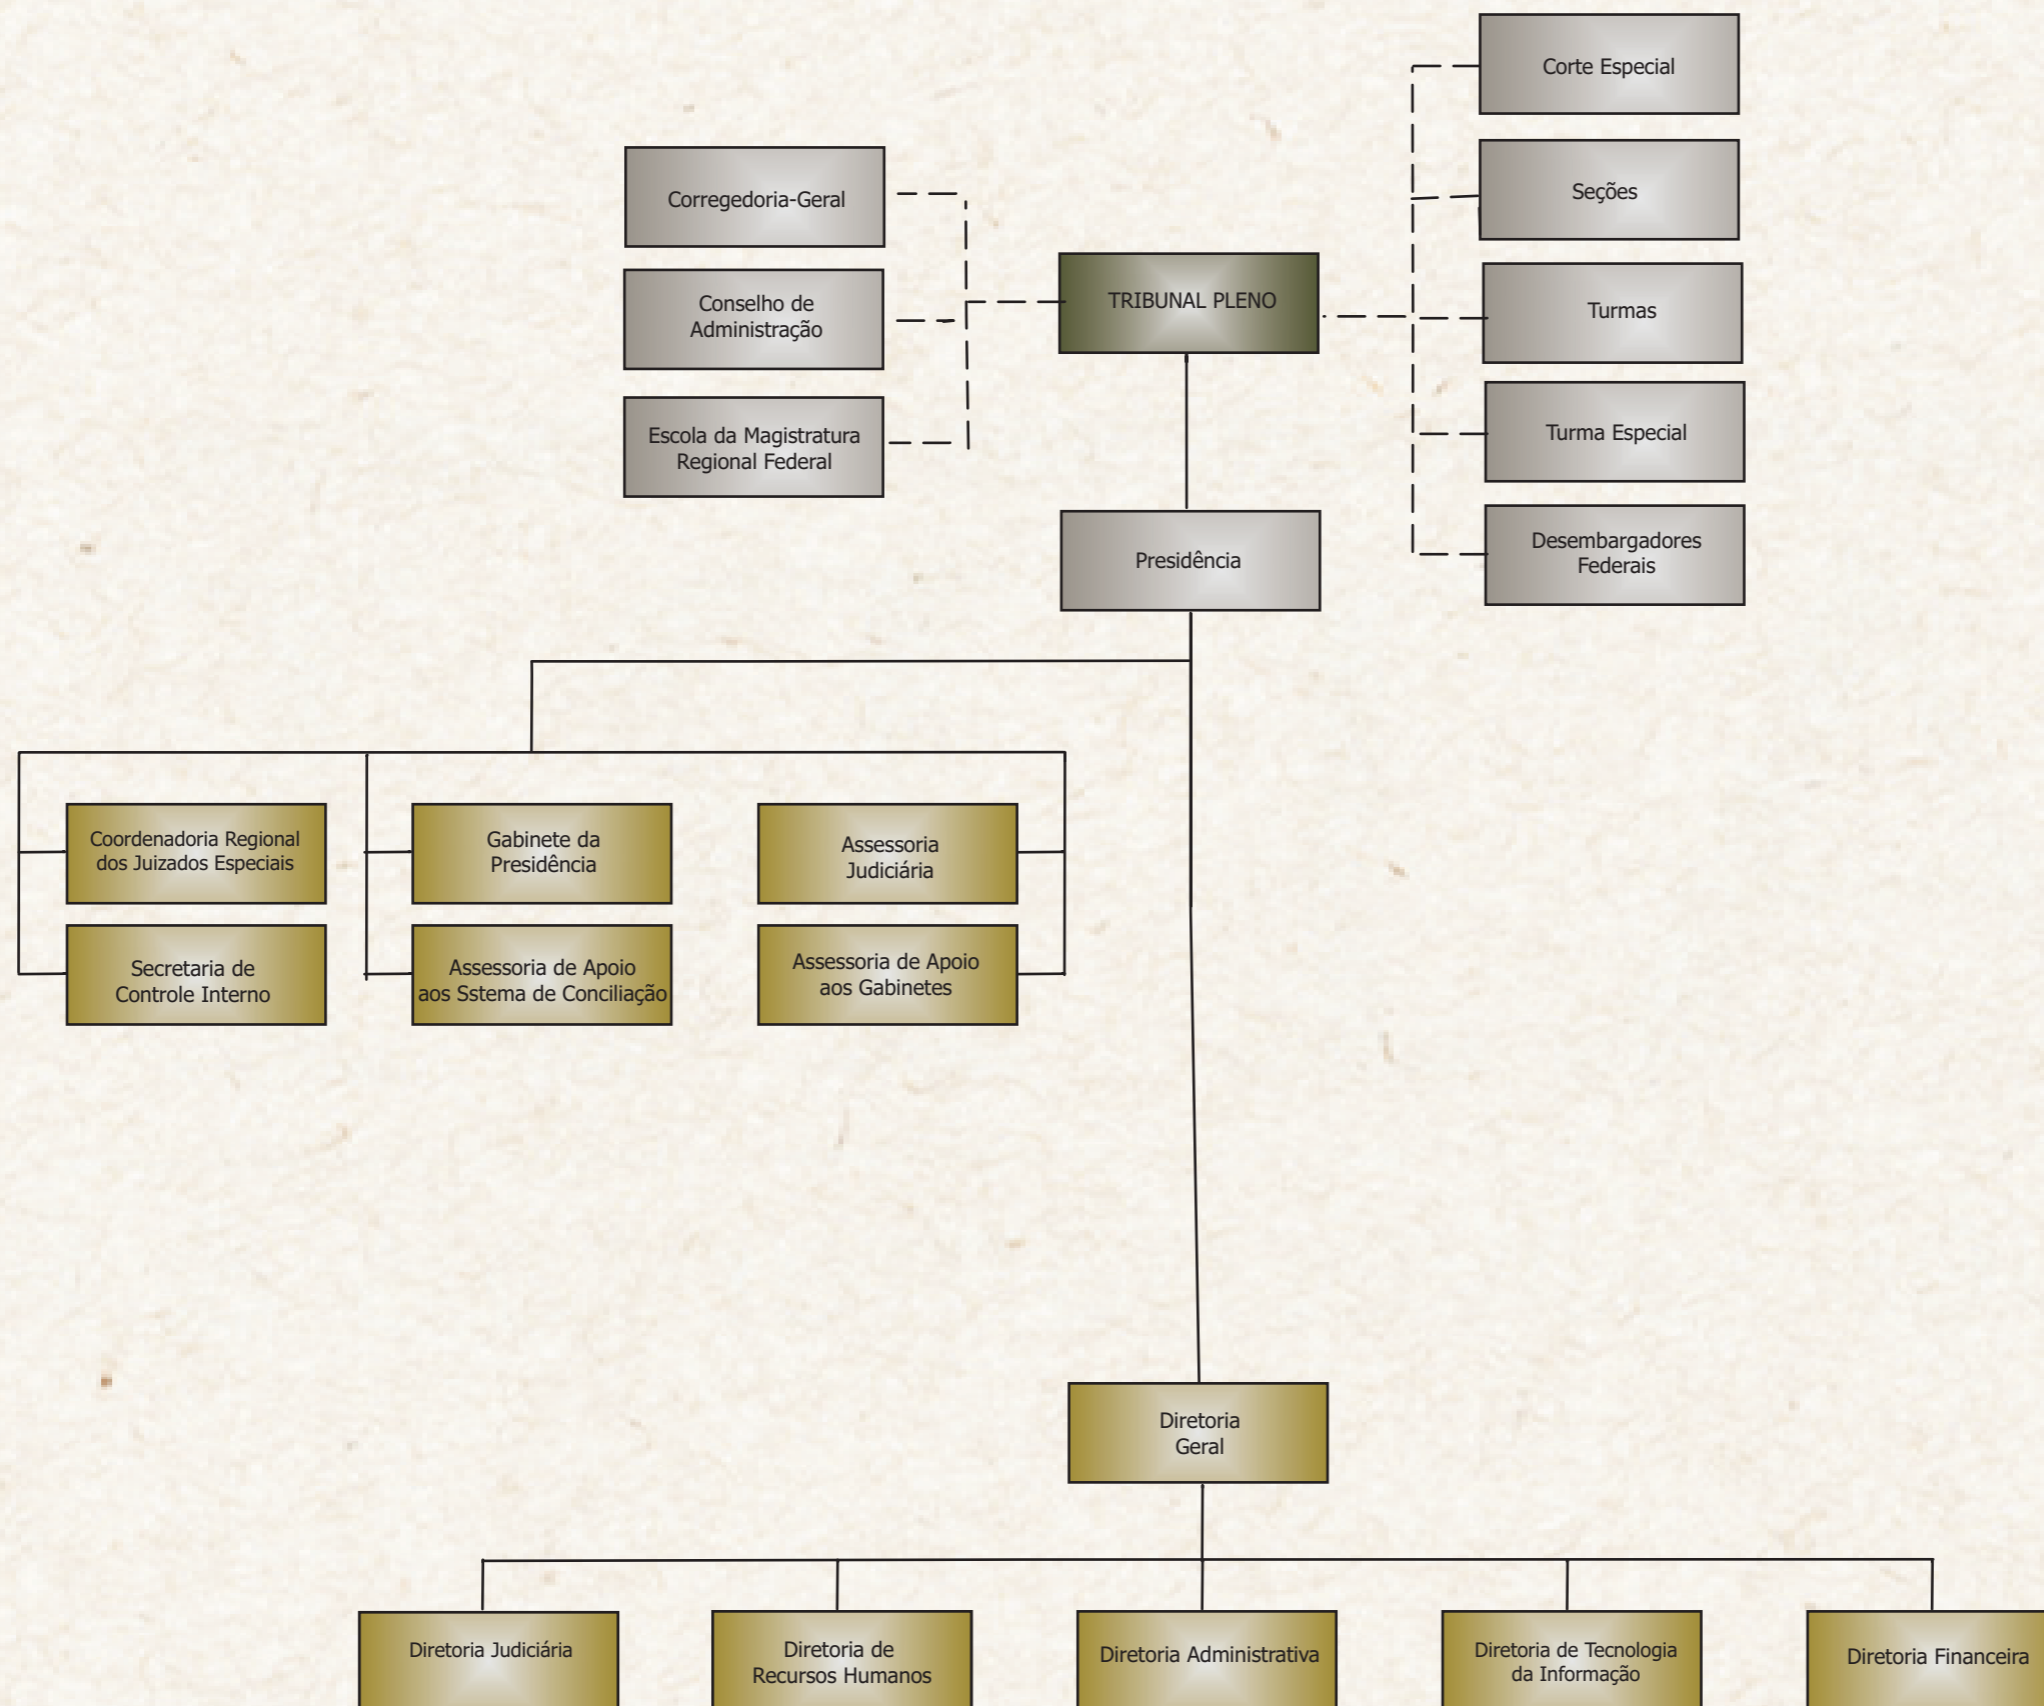 Corte Especial
Corregedoria-Geral
Seções
Conselho de
Administração
TRIBUNAL PLENO
Turmas
Escola da Magistratura
Regional Federal
Turma Especial
Presidência
Desembargadores
Federais
Coordenadoria Regional
dos Juizados Especiais
Gabinete da
Presidência
Assessoria
Judiciária
Secretaria de
Controle Interno
Assessoria de Apoio
aos Sstema de Conciliação
Assessoria de Apoio
aos Gabinetes
Diretoria
Geral
Diretoria Judiciária
Diretoria de
Recursos Humanos
Diretoria Administrativa
Diretoria de Tecnologia
da Informação
Diretoria Financeira